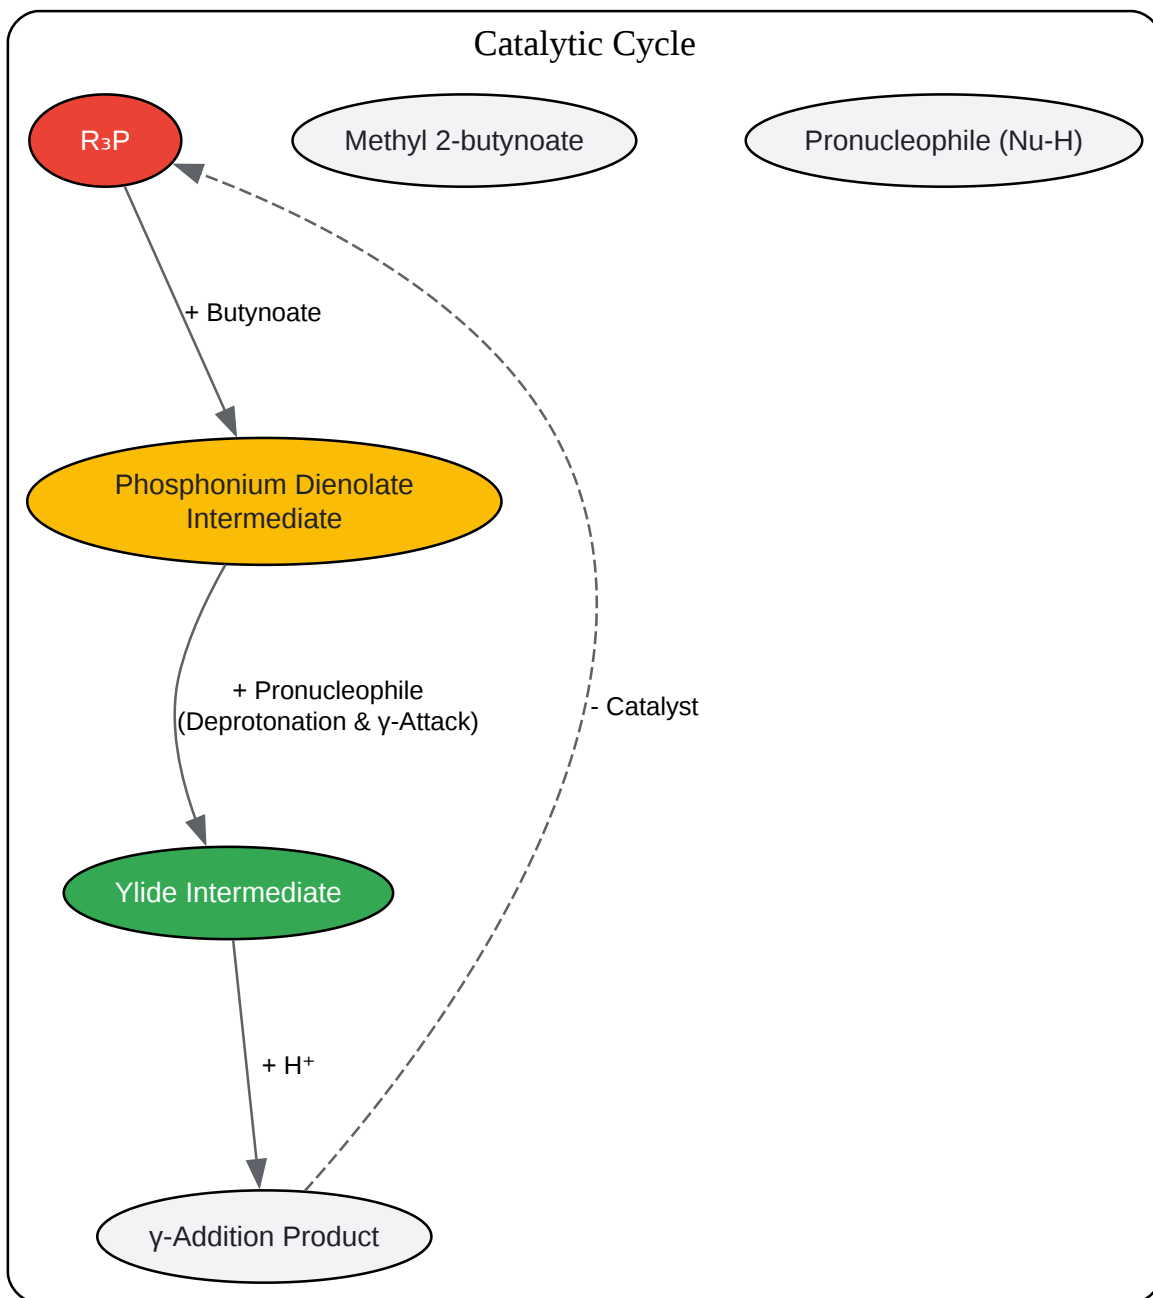 Catalytic Cycle
R₃P
Methyl 2-butynoate
Pronucleophile (Nu-H)
+ Butynoate
Phosphonium Dienolate
Intermediate
+ Pronucleophile
(Deprotonation & γ-Attack)
- Catalyst
Ylide Intermediate
+ H⁺
γ-Addition Product